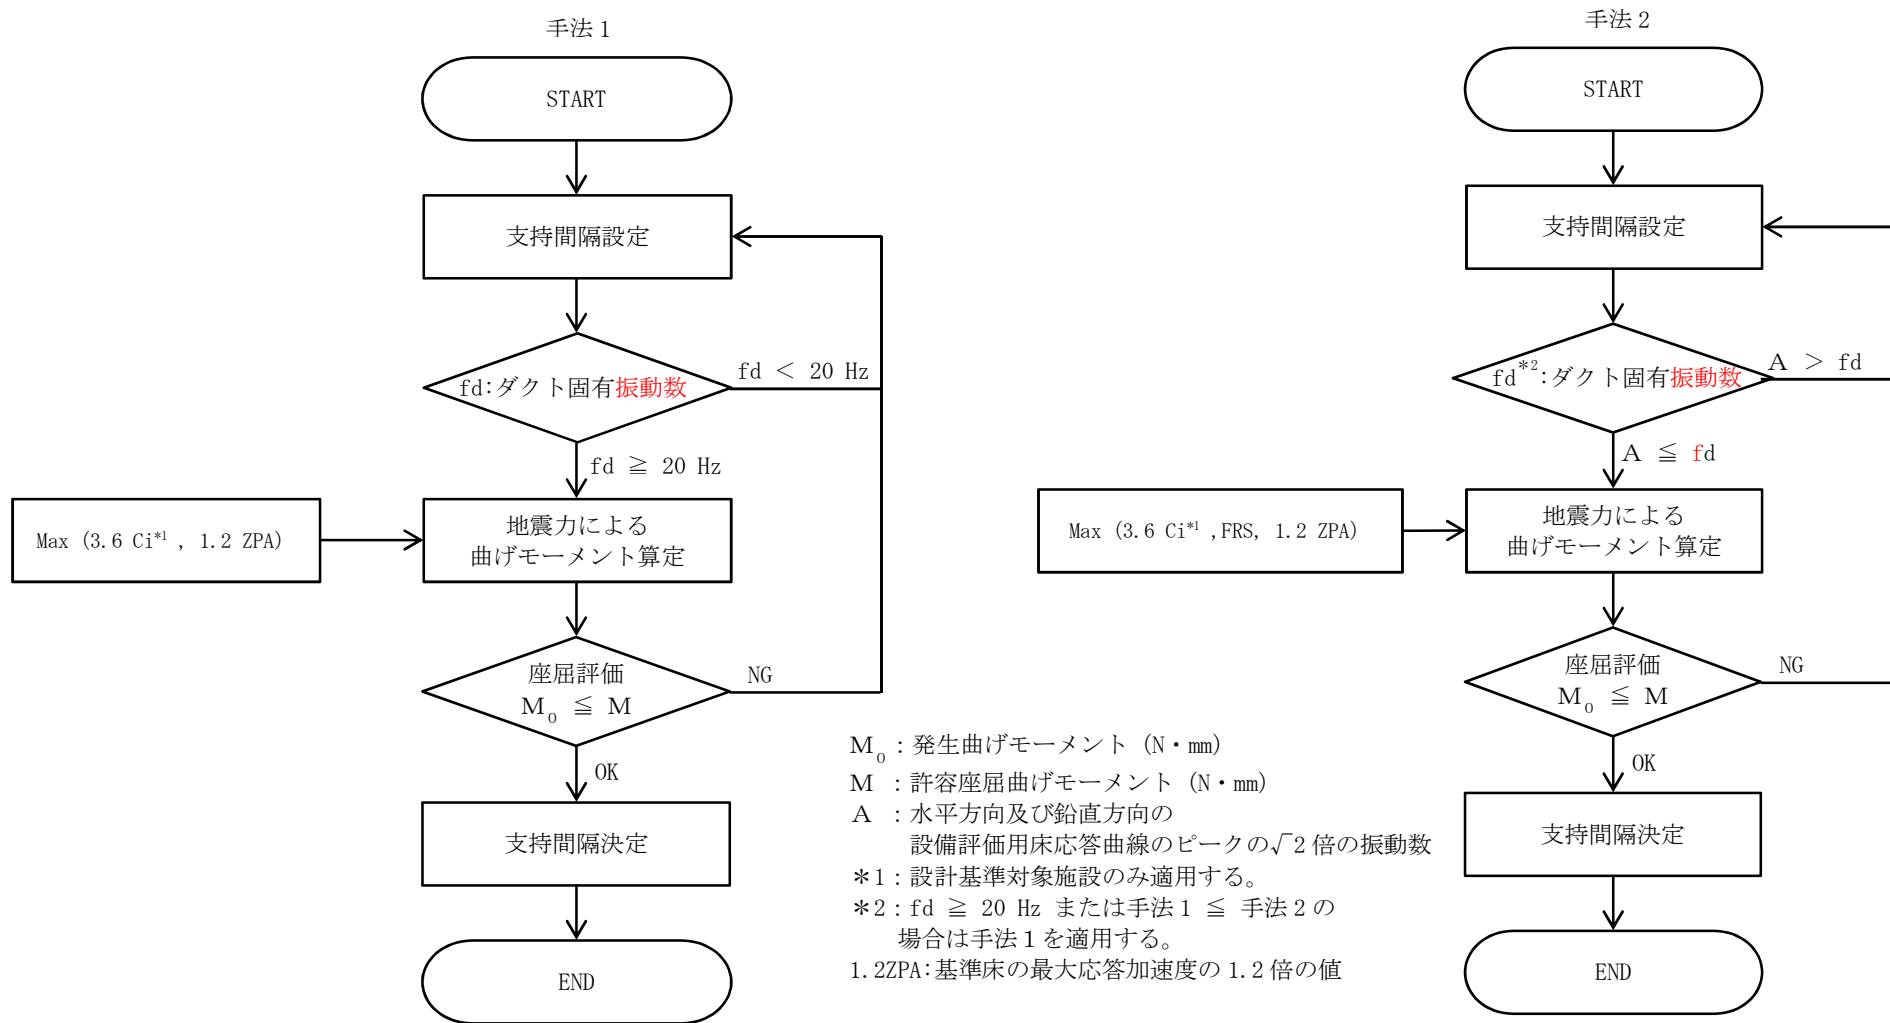 手法1
START
支持間隔設定
fd:ダクト固有振動数
fd < 20 Hz
fd ≧ 20 Hz
Max (3.6 Ci*1 , 1.2 ZPA)
地震力による
曲げモーメント算定
座屈評価
M0 ≦ M
NG
OK
支持間隔決定
END
手法2
START
支持間隔設定
fd*2:ダクト固有振動数
A > fd
A ≦ fd
Max (3.6 Ci*1 ,FRS, 1.2 ZPA)
地震力による
曲げモーメント算定
座屈評価
M0 ≦ M
NG
OK
支持間隔決定
END
M0:発生曲げモーメント (N・mm)
M :許容座屈曲げモーメント (N・mm)
A :水平方向及び鉛直方向の
設備評価用床応答曲線のピークの√2倍の振動数
*1:設計基準対象施設のみ適用する。
*2:fd ≧ 20 Hz または手法1 ≦ 手法2の
場合は手法1を適用する。
1.2ZPA:基準床の最大応答加速度の1.2倍の値